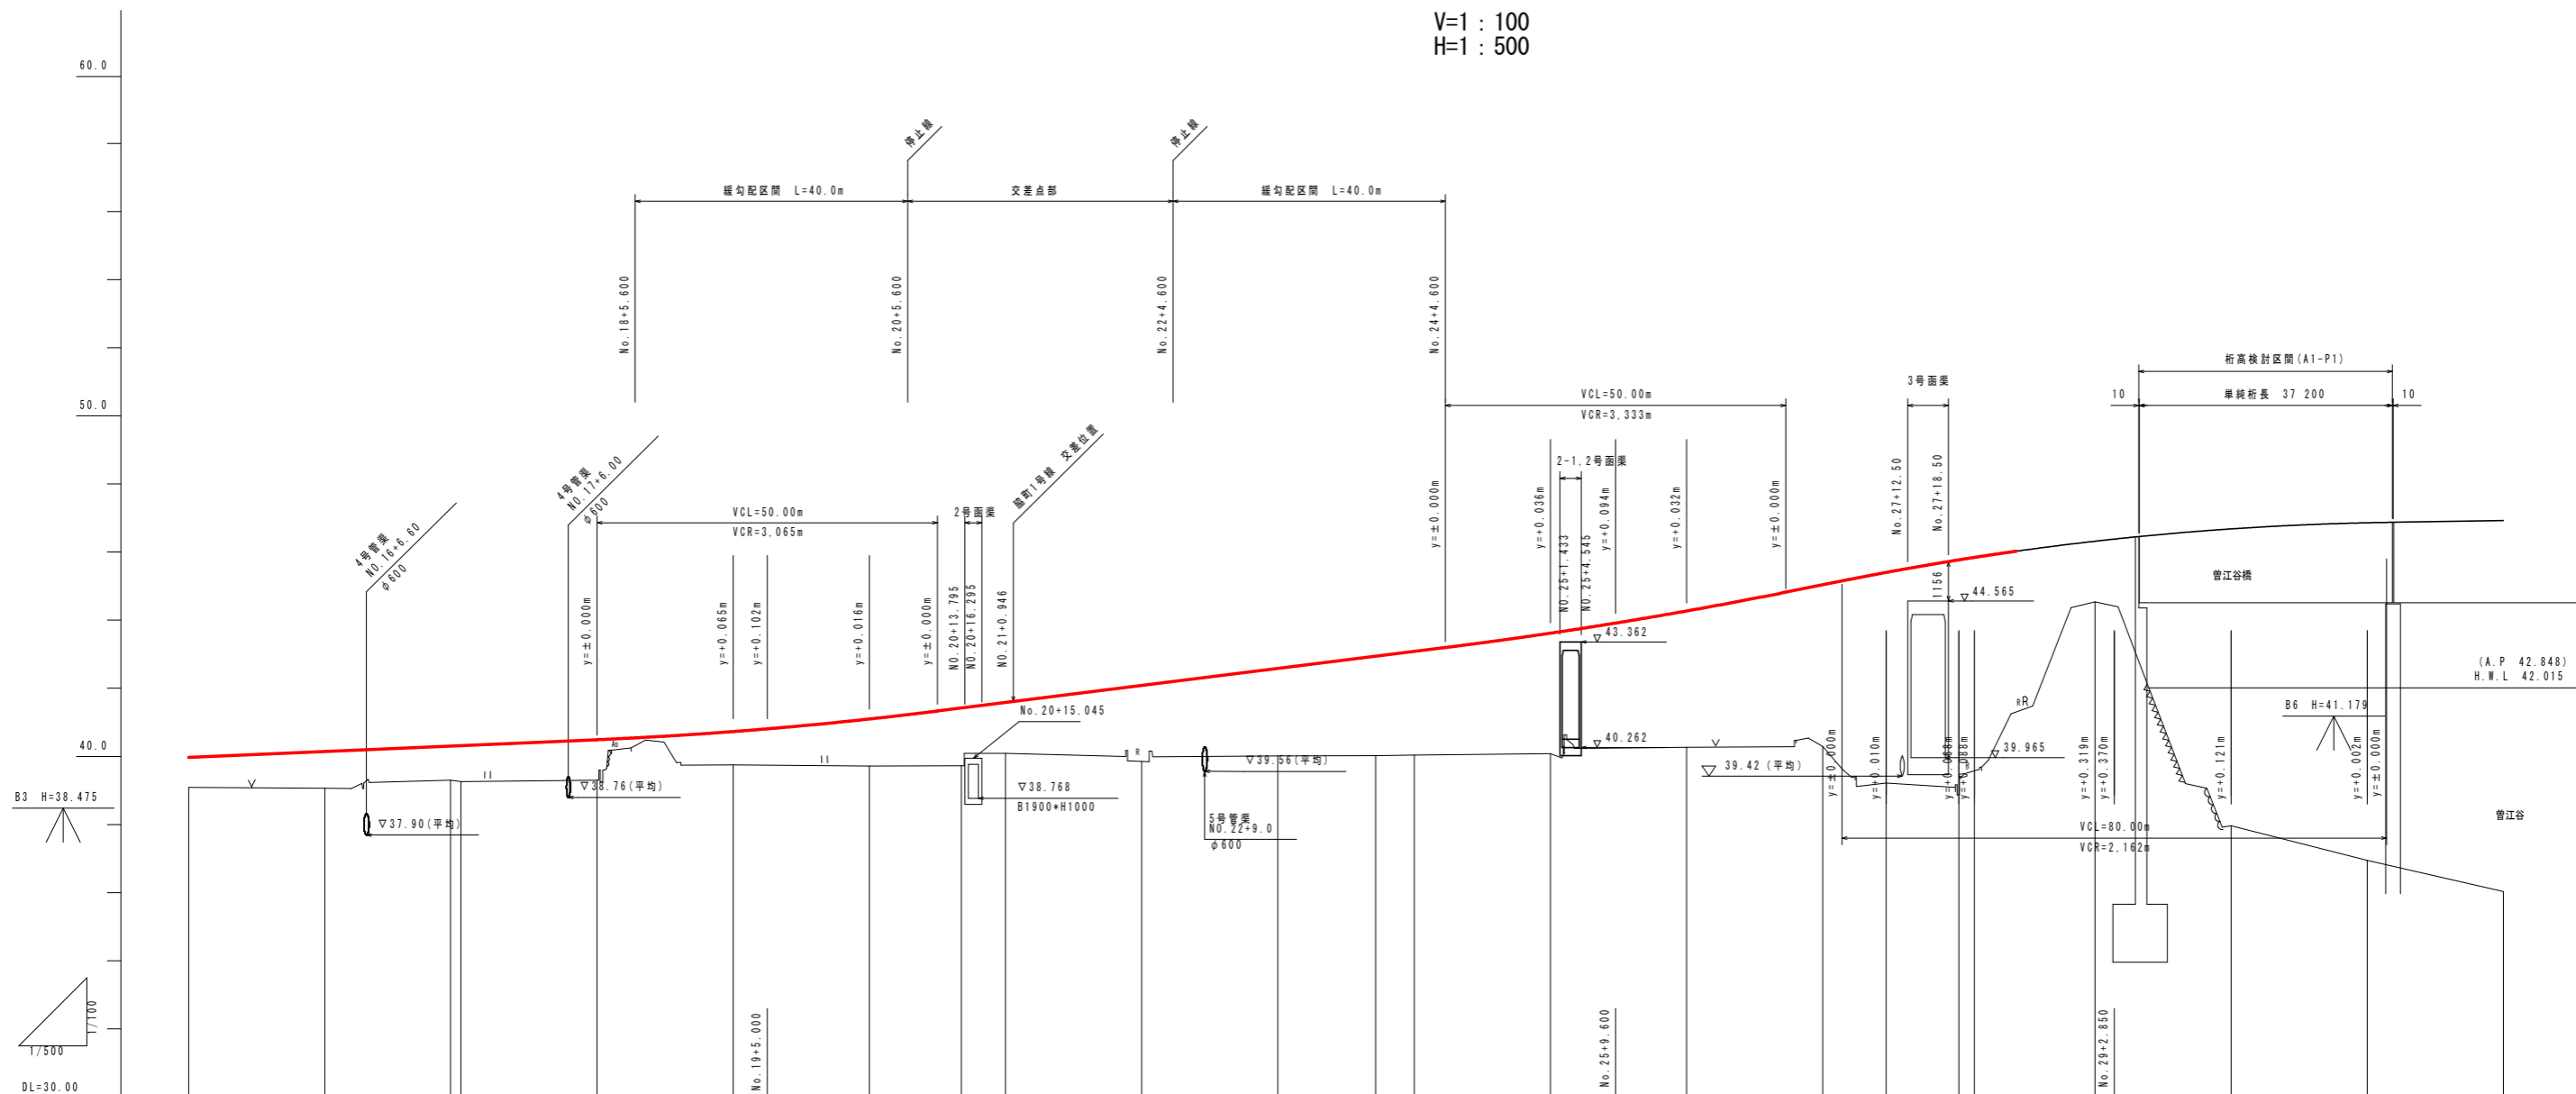 V=1 : 100
H=1 : 500
60.0
50.0
40.0
停止線
停止線
緩勾配区間 L=40.0m
交差点部
緩勾配区間 L=40.0m
No.18+5.600
No.20+5.600
No.22+4.600
No.24+4.600
桁高検討区間(A1-P1)
10
単純桁長 37 200
10
VCL=50.00m
VCR=3,333m
3号函渠
2-1,2号函渠
脇町1号線 交差位置
4号管渠
NO.16+6.60
φ600
4号管渠
NO.17+6.00
φ600
VCL=50.00m
VCR=3,065m
2号函渠
y=±0.000m
y=+0.065m
y=+0.102m
y=+0.016m
y=±0.000m
NO.20+13.795
NO.20+16.295
NO.21+0.946
y=±0.000m
y=+0.036m
NO.25+1.433
NO.25+4.545
y=+0.094m
y=+0.032m
y=±0.000m
No.27+12.50
No.27+18.50
1156
▽ 44.565
曽江谷橋
▽ 43.362
(A.P 42.848)
H.W.L 42.015
B6 H=41.179
No.20+15.045
As
R
RR
▽ 40.262
▽ 39.965
▽39.56(平均)
▽ 39.42 (平均)
▽38.76(平均)
▽38.768
B1900*H1000
▽37.90(平均)
B3 H=38.475
5号管渠
NO.22+9.0
φ600
y=±0.000m
y=+0.010m
y=+0.068m
y=+0.088m
y=+0.319m
y=+0.370m
y=+0.121m
y=+0.002m
y=±0.000m
VCL=80.00m
VCR=2,162m
曽江谷
1/100
1/500
DL=30.00
No.19+5.000
No.25+9.600
No.29+2.850